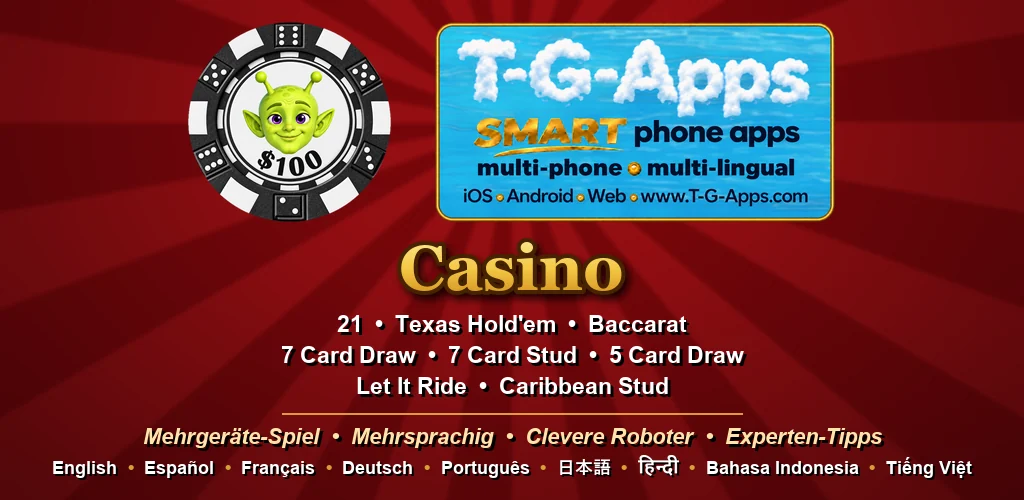 $100
T-G-Apps
SMART phone apps
multi-phone • multi-lingual
iOS • Android • Web • www.T-G-Apps.com
Casino
21 • Texas Hold'em • Baccarat
7 Card Draw • 7 Card Stud • 5 Card Draw
Let It Ride • Caribbean Stud
Mehrgeräte-Spiel • Mehrsprachig • Clevere Roboter • Experten-Tipps
English • Español • Français • Deutsch • Português • 日本語 • हिन्दी • Bahasa Indonesia • Tiếng Việt